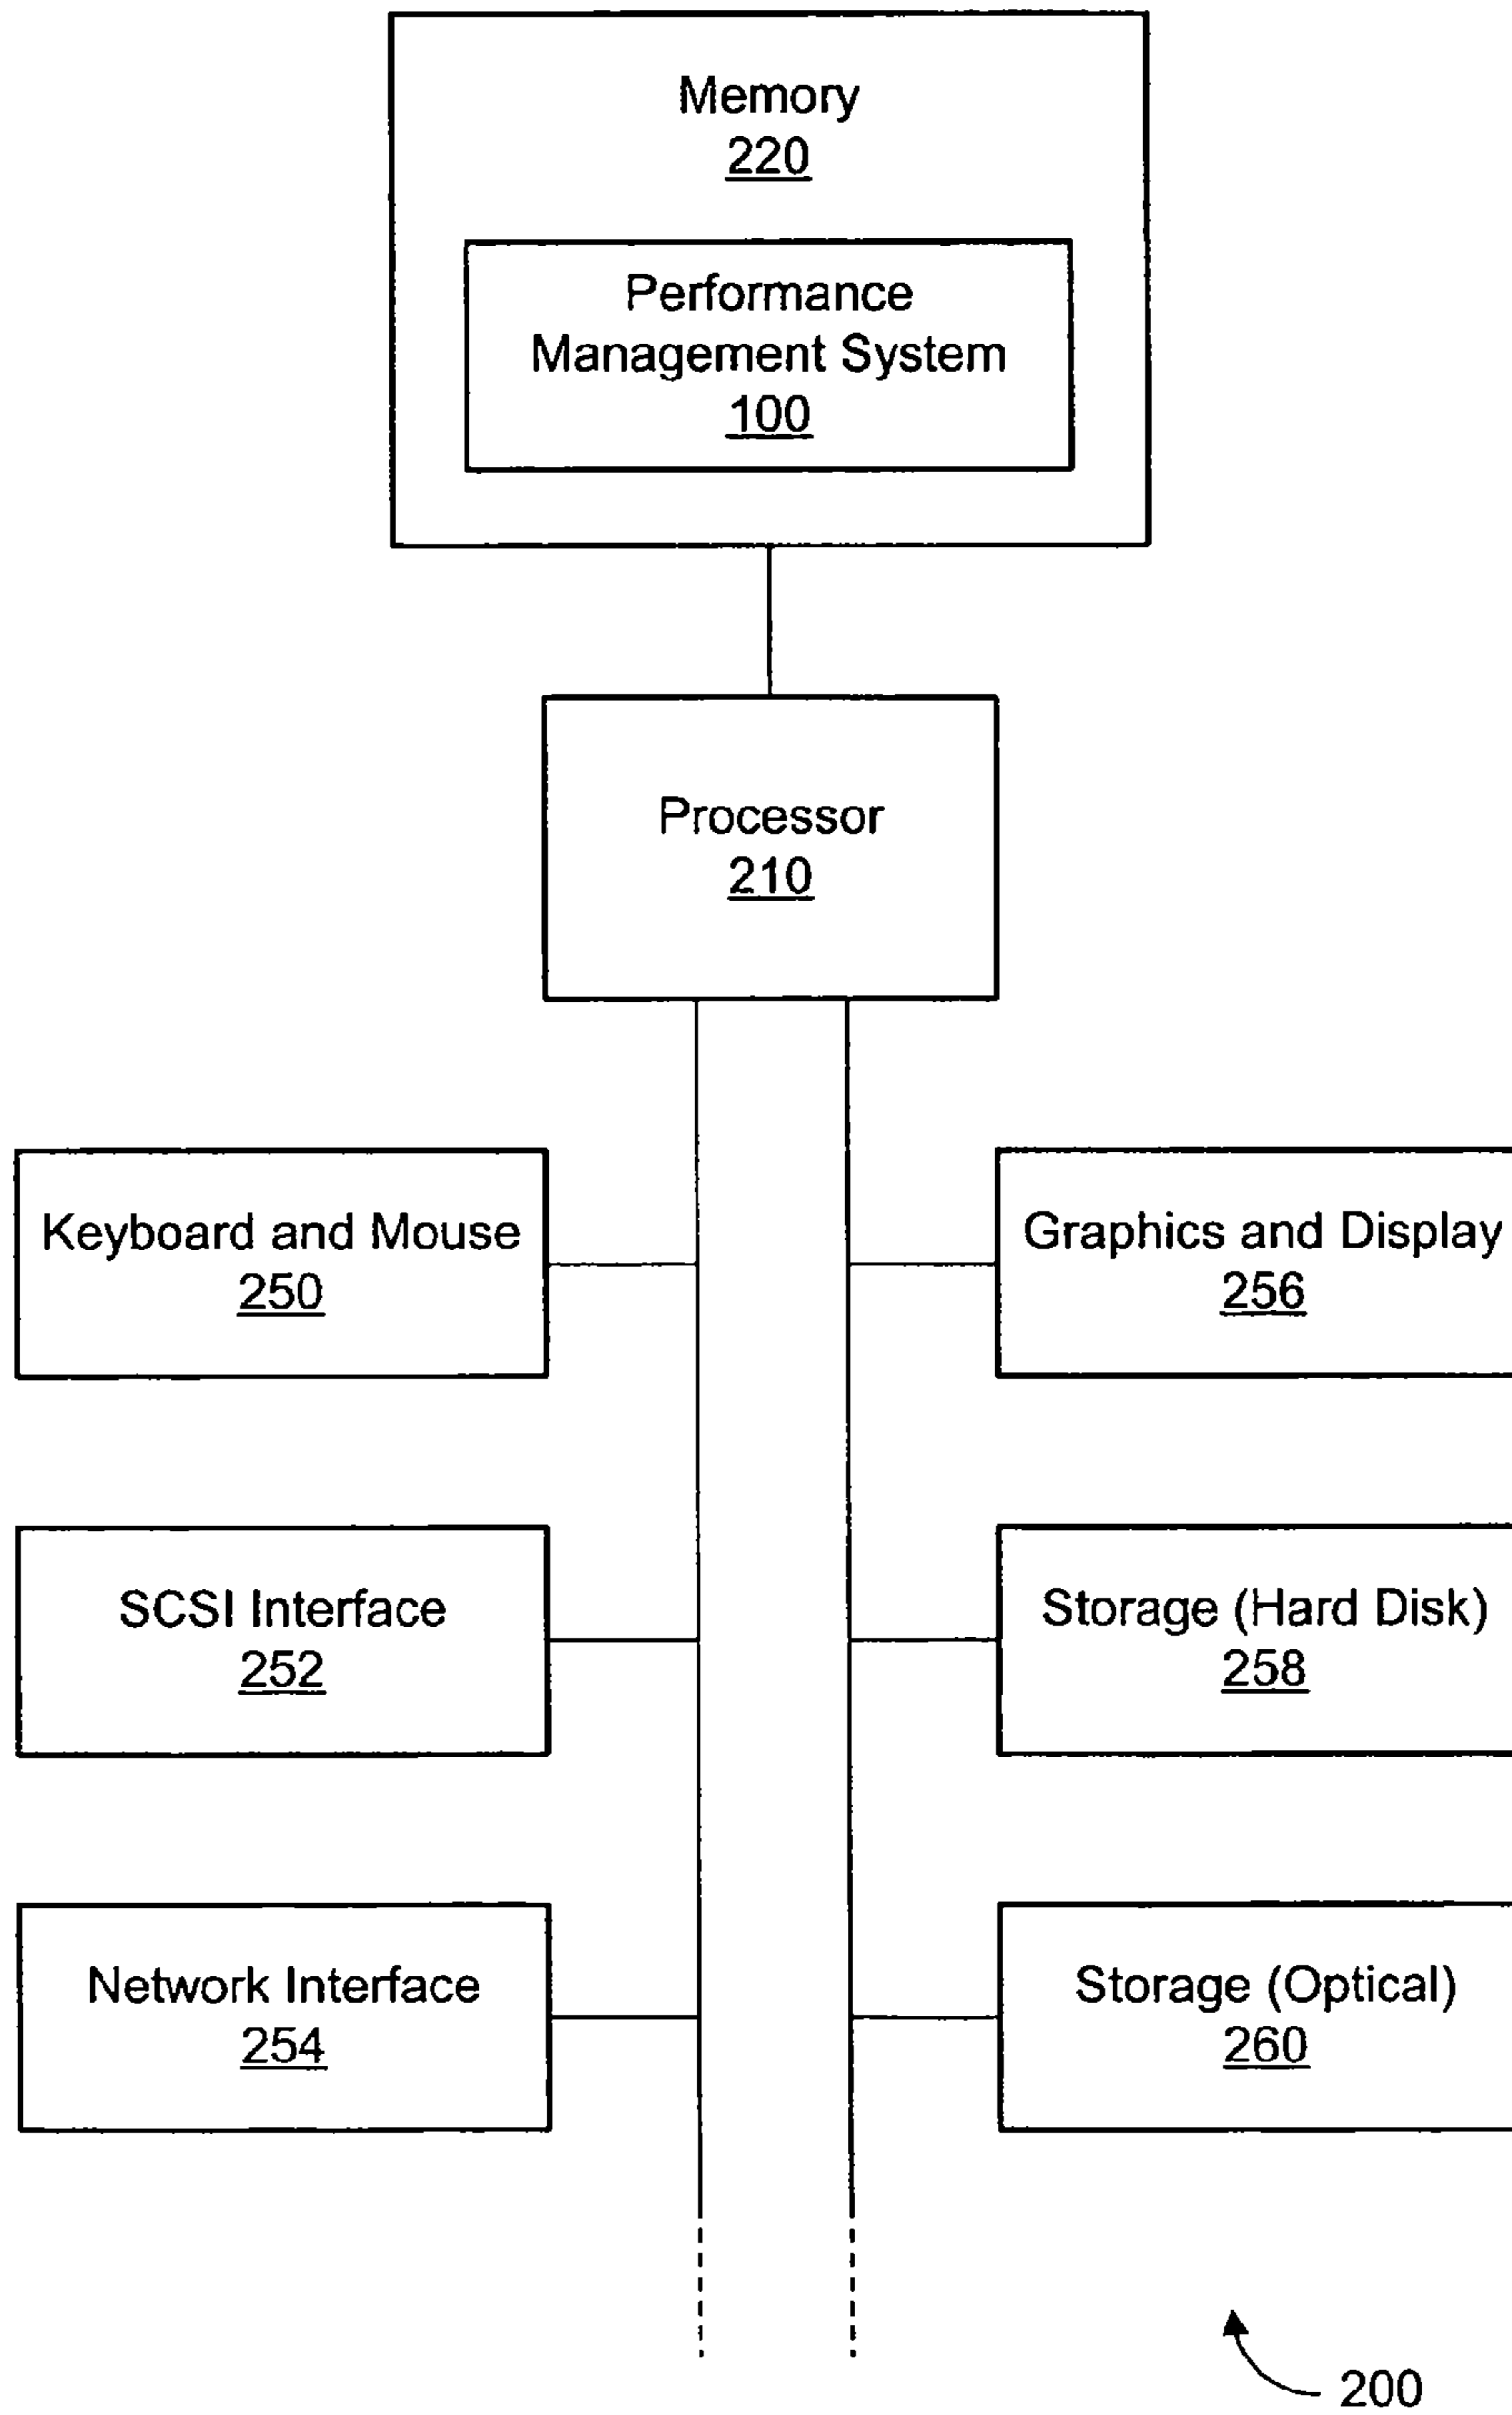 Memory
220
Performance
Management System
100
Processor
210
Keyboard and Mouse
250
Graphics and Display
256
SCSI Interface
252
Storage (Hard Disk)
258
Network Interface
254
Storage (Optical)
260
200